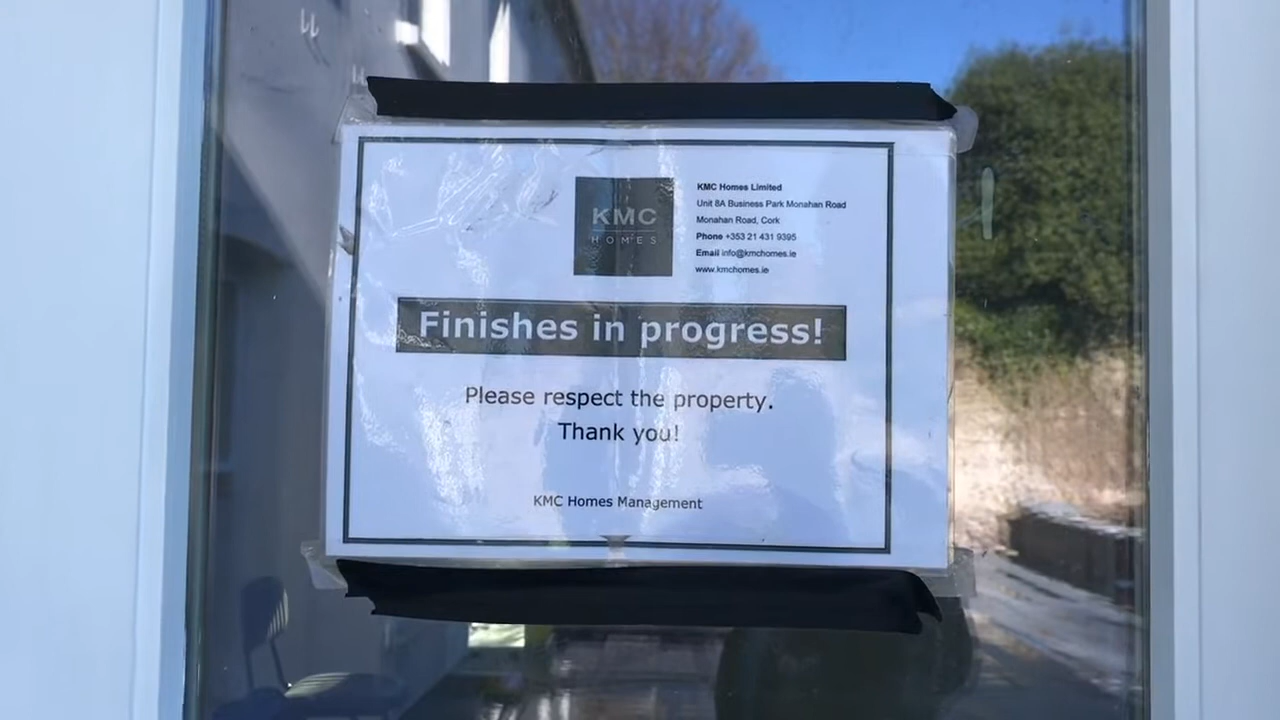 KMC
HOMES
KMC Homes Limited
Unit 8A Business Park Monahan Road
Monahan Road, Cork
Phone +353 21 431 9395
Email info@kmchomes.ie
www.kmchomes.ie
Finishes in progress!
Please respect the property.
Thank you!
KMC Homes Management